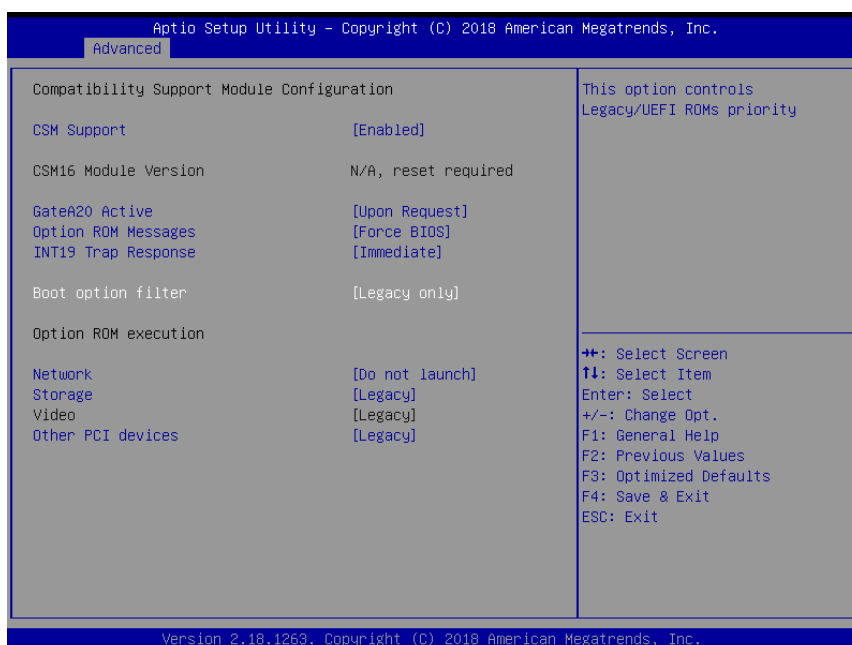 Aptio Setup Utility – Copyright (C) 2018 American Megatrends, Inc.
Advanced
Compatibility Support Module Configuration
CSM Support [Enabled]
CSM16 Module Version N/A, reset required
GateA20 Active [Upon Request]
Option ROM Messages [Force BIOS]
INT19 Trap Response [Immediate]
Boot option filter [Legacy only]
Option ROM execution
Network [Do not launch]
Storage [Legacy]
Video [Legacy]
Other PCI devices [Legacy]
This option controls
Legacy/UEFI ROMs priority
→←: Select Screen
↑↓: Select Item
Enter: Select
+/-: Change Opt.
F1: General Help
F2: Previous Values
F3: Optimized Defaults
F4: Save & Exit
ESC: Exit
Version 2.18.1263. Copyright (C) 2018 American Megatrends, Inc.